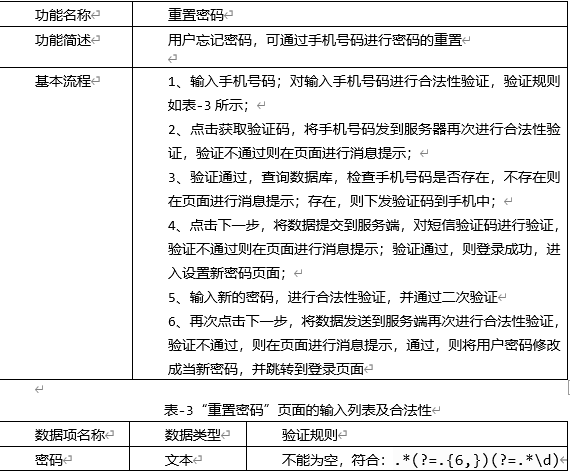 功能名称 重置密码
功能简述 用户忘记密码，可通过手机号码进行密码的重置
基本流程 1、输入手机号码；对输入手机号码进行合法性验证，验证规则
如表-3 所示；
2、点击获取验证码，将手机号码发到服务器再次进行合法性验
证，验证不通过则在页面进行消息提示；
3、验证通过，查询数据库，检查手机号码是否存在，不存在则
在页面进行消息提示；存在，则下发验证码到手机中；
4、点击下一步，将数据提交到服务端，对短信验证码进行验证，
验证不通过则在页面进行消息提示；验证通过，则登录成功，进
入设置新密码页面；
5、输入新的密码，进行合法性验证，并通过二次验证
6、再次点击下一步，将数据发送到服务端再次进行合法性验证，
验证不通过，则在页面进行消息提示，通过，则将用户密码修改
成当新密码，并跳转到登录页面
表-3“重置密码”页面的输入列表及合法性
数据项名称 数据类型 验证规则
密码 文本 不能为空，符合：.*(?=.{6,})(?=.*\d)